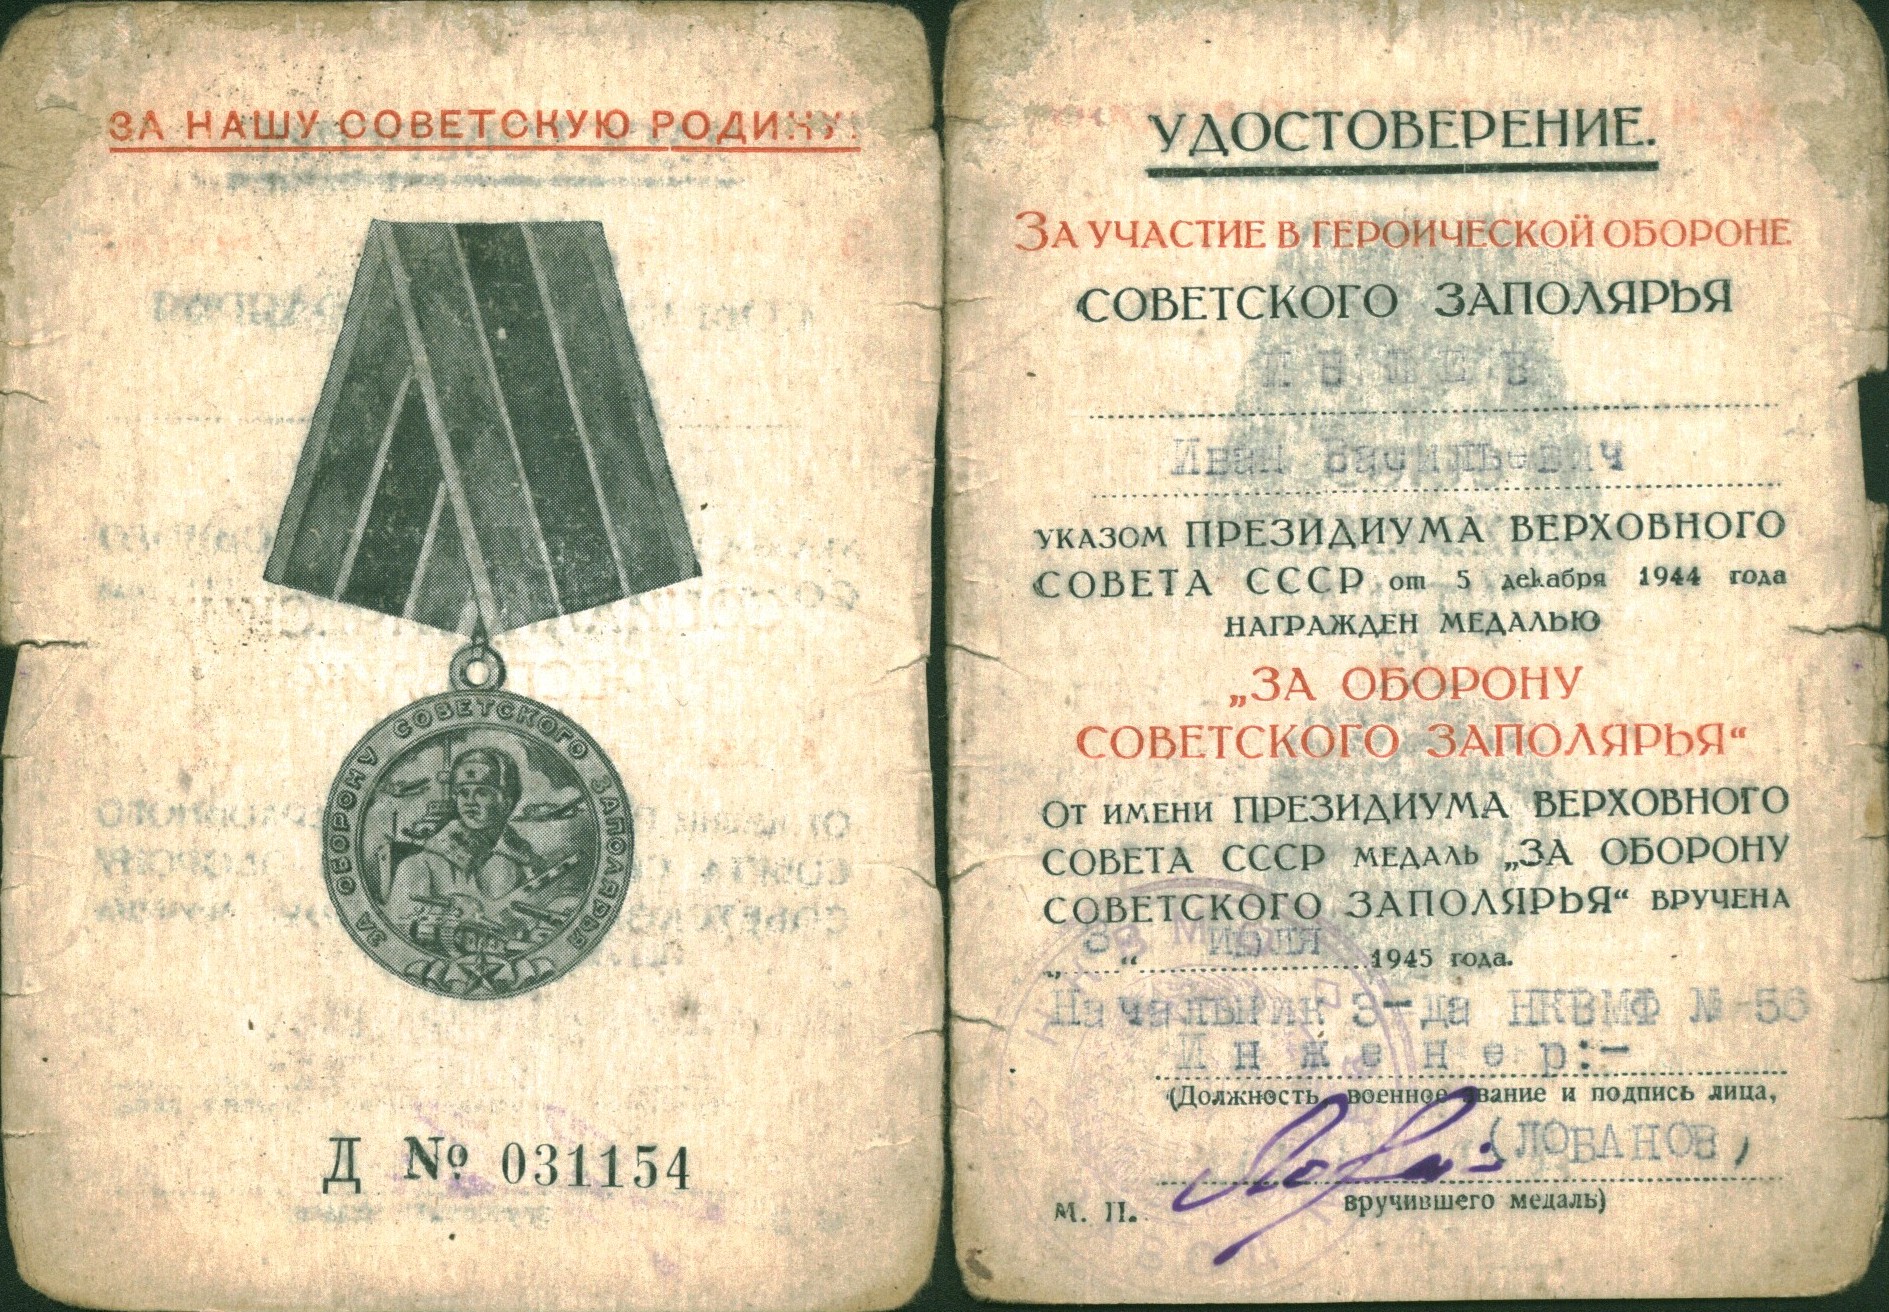 ЗА НАШУ СОВЕТСКУЮ РОДИНУ!
ЗА ОБОРОНУ СОВЕТСКОГО ЗАПОЛЯРЬЯ
Д № 031154
УДОСТОВЕРЕНИЕ.
ЗА УЧАСТИЕ В ГЕРОИЧЕСКОЙ ОБОРОНЕ
СОВЕТСКОГО ЗАПОЛЯРЬЯ
Иван Васильевич
УКАЗОМ ПРЕЗИДИУМА ВЕРХОВНОГО
СОВЕТА СССР от 5 декабря 1944 года
НАГРАЖДЕН МЕДАЛЬЮ
„ЗА ОБОРОНУ
СОВЕТСКОГО ЗАПОЛЯРЬЯ“
ОТ ИМЕНИ ПРЕЗИДИУМА ВЕРХОВНОГО
СОВЕТА СССР МЕДАЛЬ „ЗА ОБОРОНУ
СОВЕТСКОГО ЗАПОЛЯРЬЯ“ ВРУЧЕНА
„ 3 “ ИЮЛЯ 1945 года.
Начальник З-да НКВМФ № -56
Инженер:-
(Должность, военное звание и подпись лица,
(ЛОБАНОВ)
М. П. вручившего медаль)